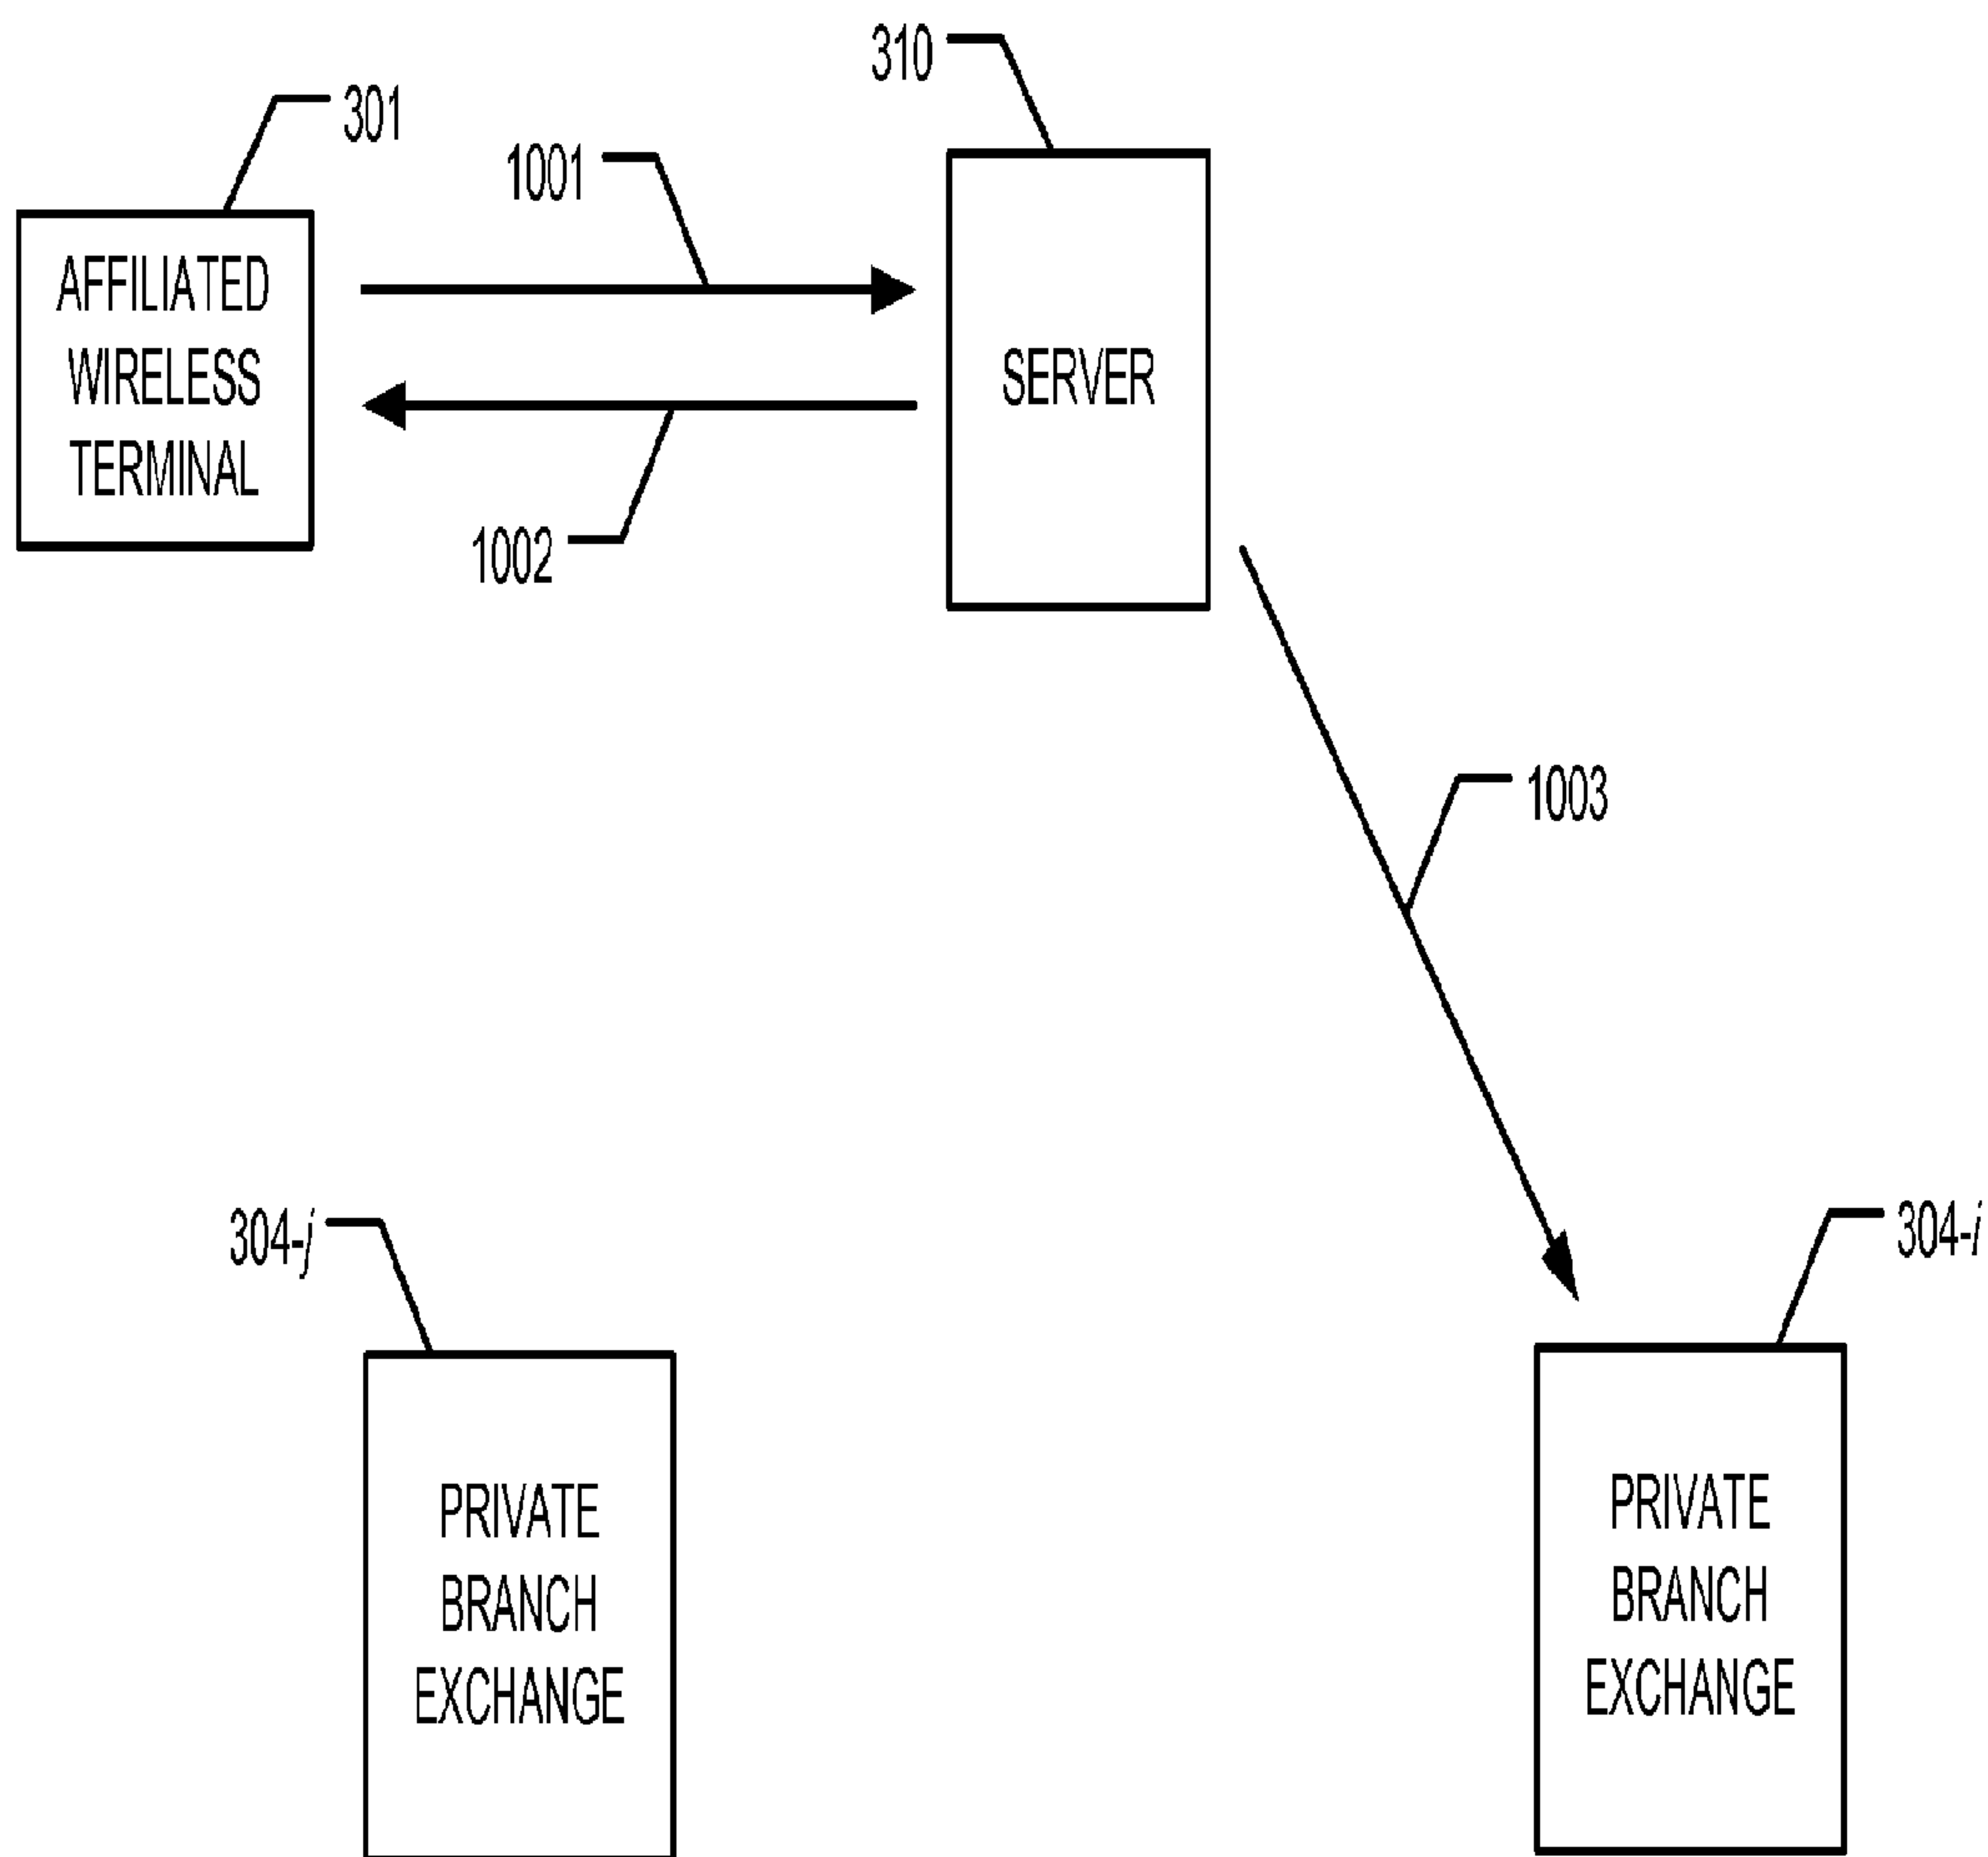 310
301
1001
AFFILIATED
WIRELESS
TERMINAL
SERVER
1002
1003
304-j
304-i
PRIVATE
BRANCH
EXCHANGE
PRIVATE
BRANCH
EXCHANGE